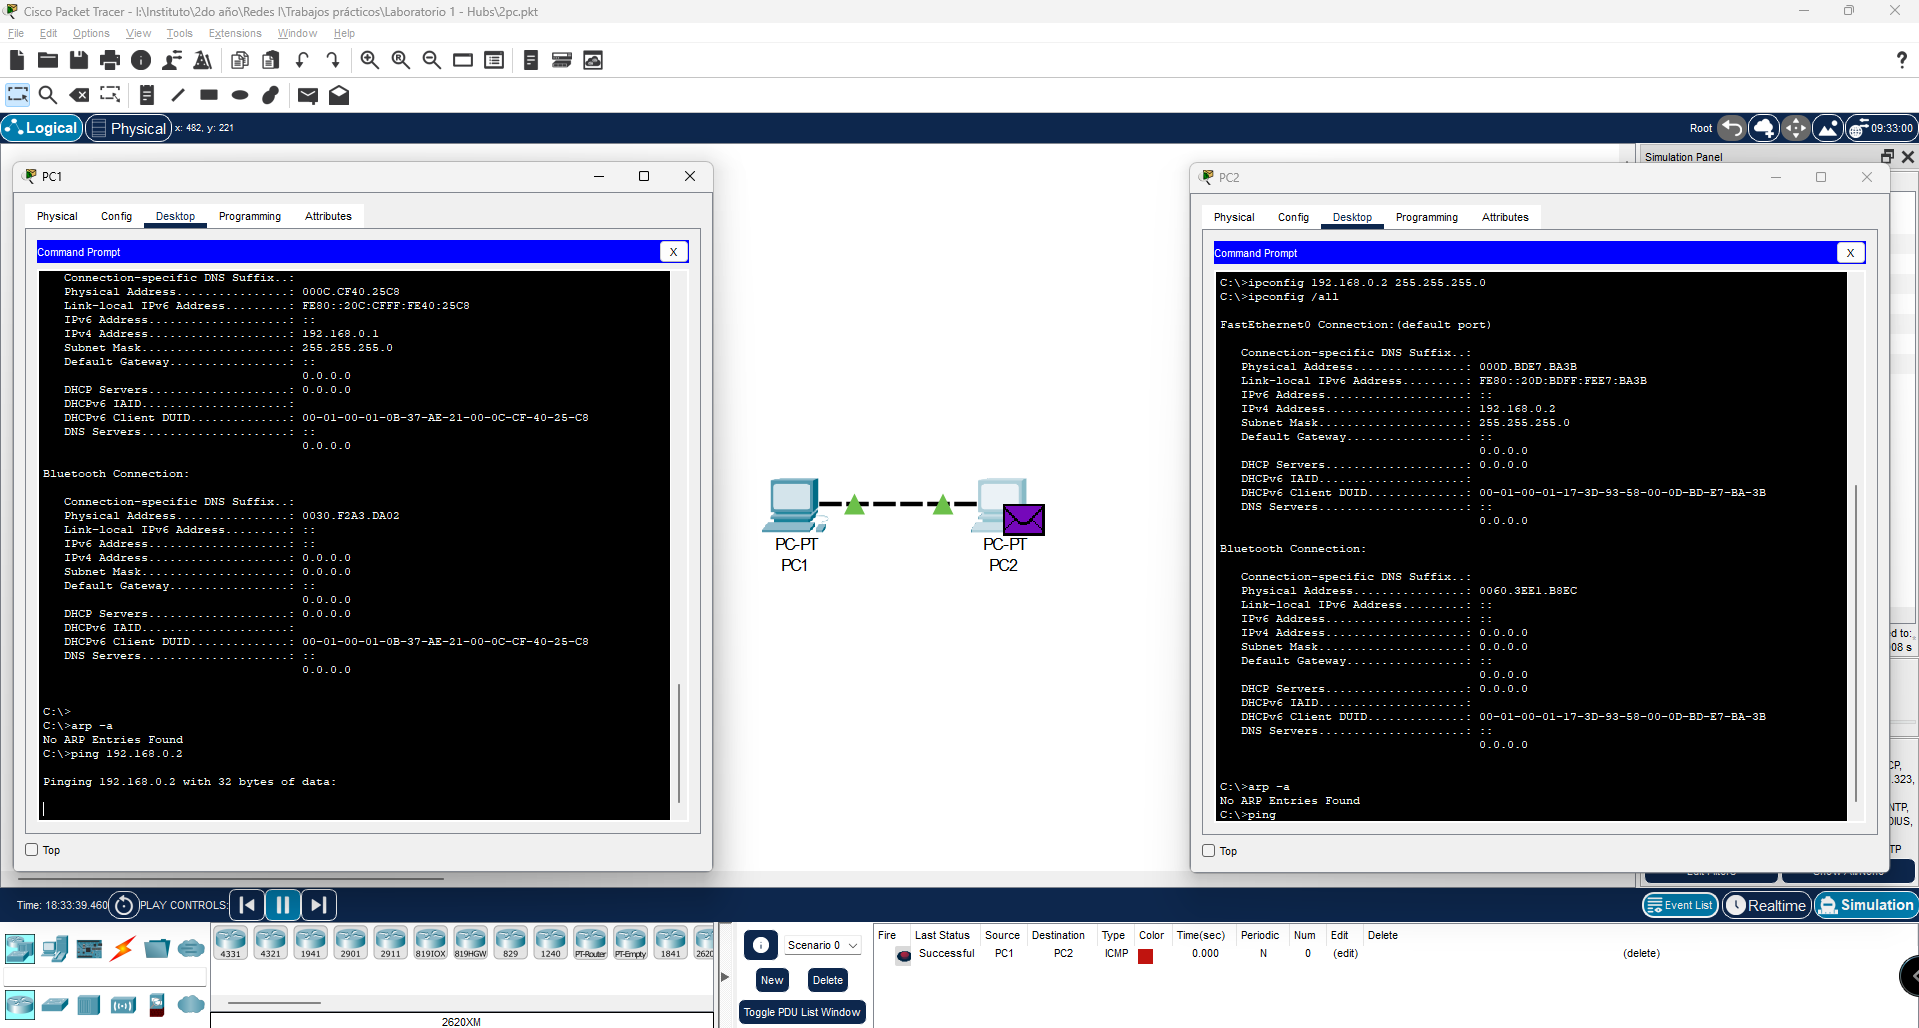 Cisco Packet Tracer - I:\Instituto\2do año\Redes I\Trabajos prácticos\Laboratorio 1 - Hubs\2pc.pkt
File Edit Options View Tools Extensions Window Help
Logical Physical x: 482, y: 221 Root 09:33:00
Simulation Panel
PC1
Physical Config Desktop Programming Attributes
Command Prompt X
Connection-specific DNS Suffix..:
Physical Address................: 000C.CF40.25C8
Link-local IPv6 Address.........: FE80::20C:CFFF:FE40:25C8
IPv6 Address....................: ::
IPv4 Address....................: 192.168.0.1
Subnet Mask.....................: 255.255.255.0
Default Gateway.................: ::
0.0.0.0
DHCP Servers....................: 0.0.0.0
DHCPv6 IAID.....................:
DHCPv6 Client DUID..............: 00-01-00-01-0B-37-AE-21-00-0C-CF-40-25-C8
DNS Servers.....................: ::
0.0.0.0
Bluetooth Connection:
Connection-specific DNS Suffix..:
Physical Address................: 0030.F2A3.DA02
Link-local IPv6 Address.........: ::
IPv6 Address....................: ::
IPv4 Address....................: 0.0.0.0
Subnet Mask.....................: 0.0.0.0
Default Gateway.................: ::
0.0.0.0
DHCP Servers....................: 0.0.0.0
DHCPv6 IAID.....................:
DHCPv6 Client DUID..............: 00-01-00-01-0B-37-AE-21-00-0C-CF-40-25-C8
DNS Servers.....................: ::
0.0.0.0
C:\>
C:\>arp -a
No ARP Entries Found
C:\>ping 192.168.0.2
Pinging 192.168.0.2 with 32 bytes of data:
Top
PC-PT
PC1
PC-PT
PC2
PC2
Physical Config Desktop Programming Attributes
Command Prompt X
C:\>ipconfig 192.168.0.2 255.255.255.0
C:\>ipconfig /all
FastEthernet0 Connection:(default port)
Connection-specific DNS Suffix..:
Physical Address................: 000D.BDE7.BA3B
Link-local IPv6 Address.........: FE80::20D:BDFF:FEE7:BA3B
IPv6 Address....................: ::
IPv4 Address....................: 192.168.0.2
Subnet Mask.....................: 255.255.255.0
Default Gateway.................: ::
0.0.0.0
DHCP Servers....................: 0.0.0.0
DHCPv6 IAID.....................:
DHCPv6 Client DUID..............: 00-01-00-01-17-3D-93-58-00-0D-BD-E7-BA-3B
DNS Servers.....................: ::
0.0.0.0
Bluetooth Connection:
Connection-specific DNS Suffix..:
Physical Address................: 0060.3EE1.B8EC
Link-local IPv6 Address.........: ::
IPv6 Address....................: ::
IPv4 Address....................: 0.0.0.0
Subnet Mask.....................: 0.0.0.0
Default Gateway.................: ::
0.0.0.0
DHCP Servers....................: 0.0.0.0
DHCPv6 IAID.....................:
DHCPv6 Client DUID..............: 00-01-00-01-17-3D-93-58-00-0D-BD-E7-BA-3B
DNS Servers.....................: ::
0.0.0.0
C:\>arp -a
No ARP Entries Found
C:\>ping
Top
d to:
08 s
CP,
.323,
NTP,
DIUS,
TP
Time: 18:33:39.460 PLAY CONTROLS: Event List Realtime Simulation
4331 4321 1941 2901 2911 819IOX 819HGW 829 1240 PT-Router PT-Empty 1841 2620
2620XM
Scenario 0
New Delete
Toggle PDU List Window
Fire Last Status Source Destination Type Color Time(sec) Periodic Num Edit Delete
Successful PC1 PC2 ICMP 0.000 N 0 (edit) (delete)